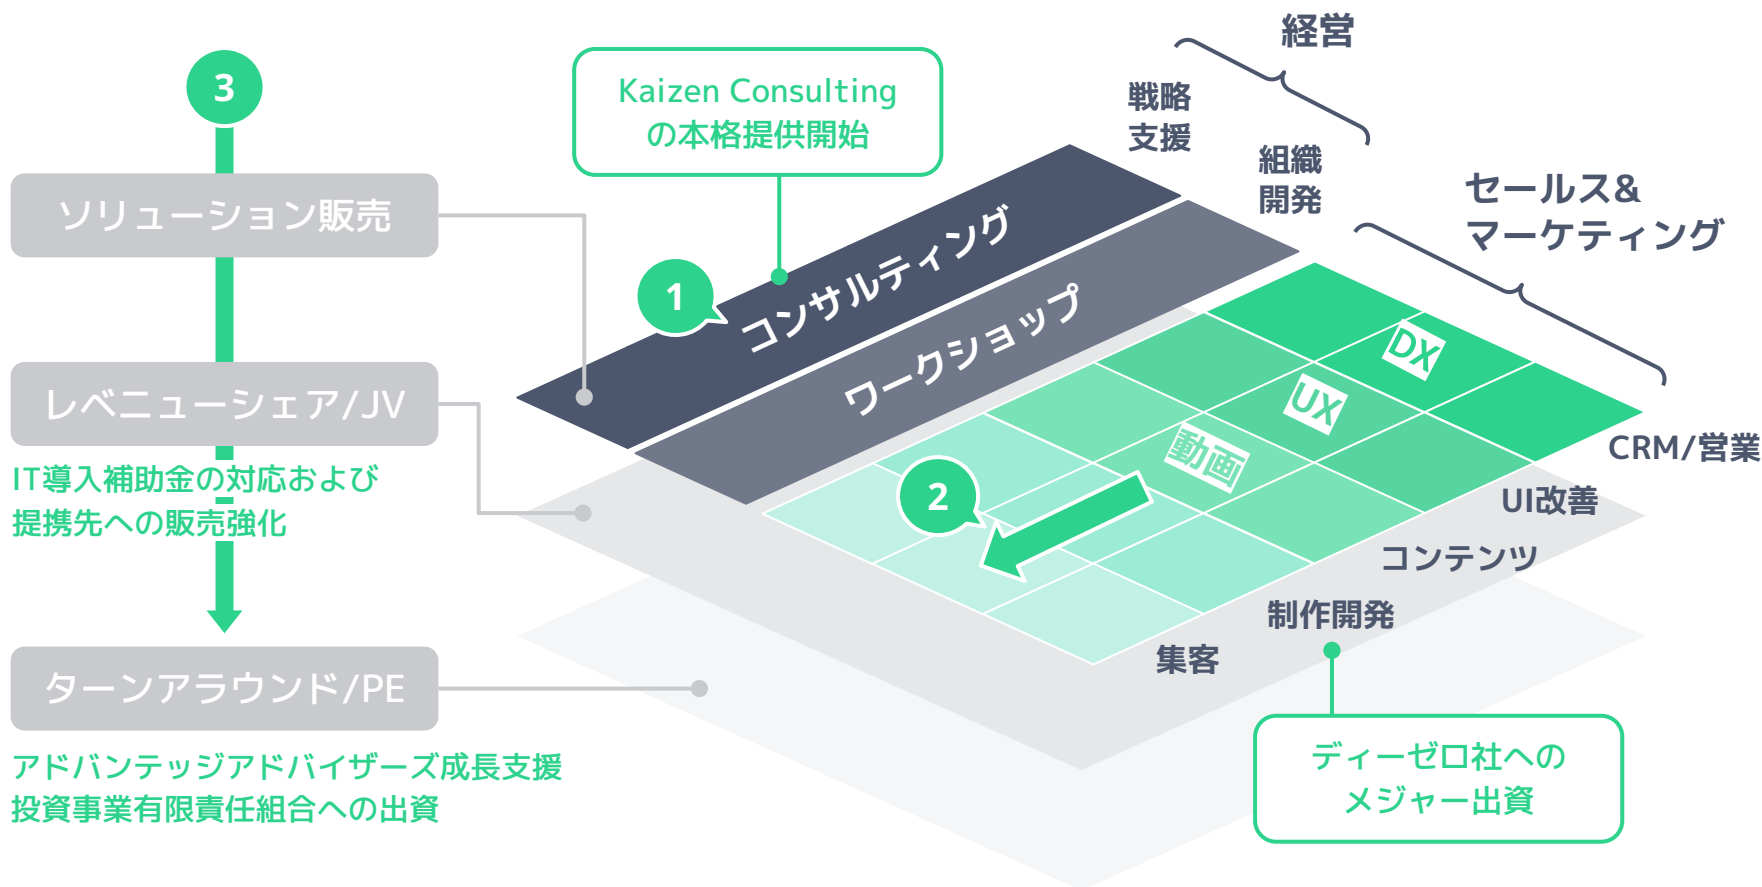 経営
3
Kaizen Consulting
の本格提供開始
戦略
支援
組織
開発
セールス&
マーケティング
ソリューション販売
1
コンサルティング
ワークショップ
DX
UX
動画
レベニューシェア/JV
CRM/営業
IT導入補助金の対応および
提携先への販売強化
2
UI改善
コンテンツ
制作開発
集客
ターンアラウンド/PE
アドバンテッジアドバイザーズ成長支援
投資事業有限責任組合への出資
ディーゼロ社への
メジャー出資